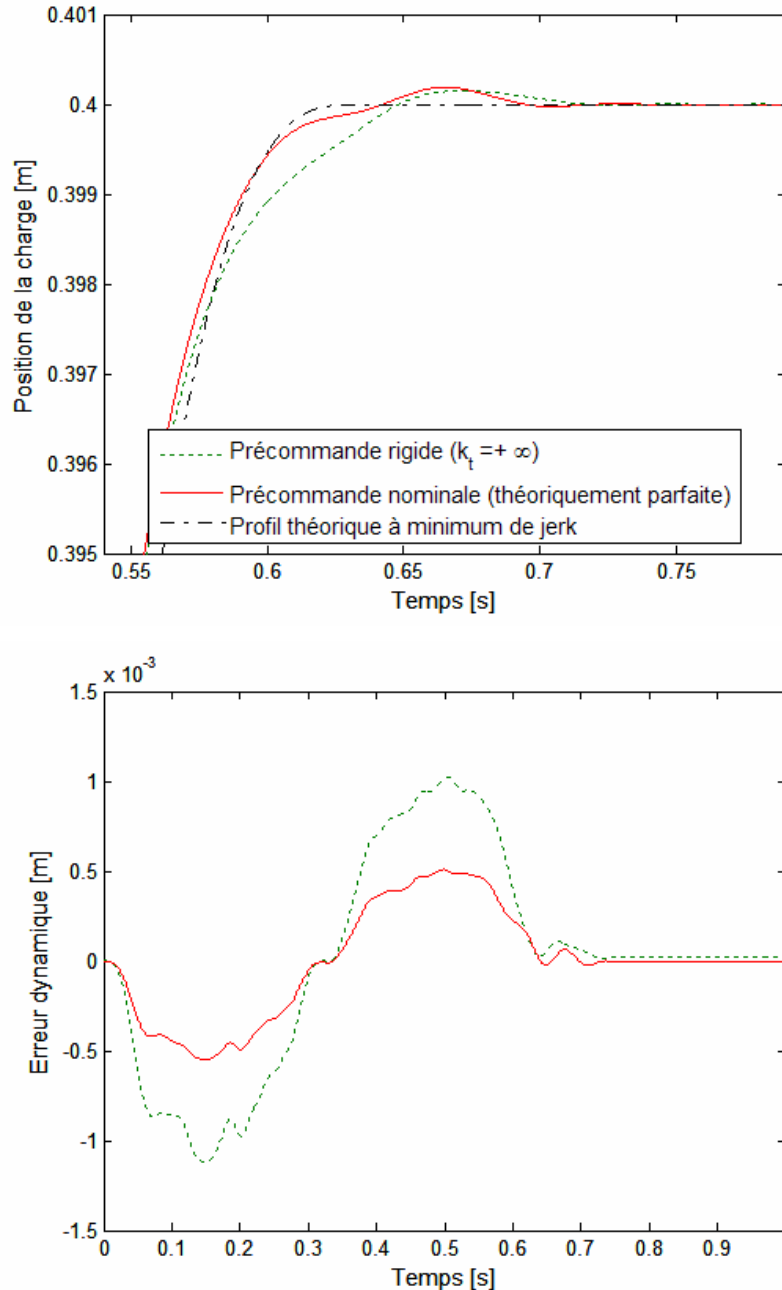 0.401
0.4
0.399
0.398
0.397
0.396
0.395
Position de la charge [m]
Précommande rigide (k_t =+ ∞)
Précommande nominale (théoriquement parfaite)
Profil théorique à minimum de jerk
0.55 0.6 0.65 0.7 0.75
Temps [s]
x 10^-3
1.5
1
0.5
0
-0.5
-1
-1.5
Erreur dynamique [m]
0 0.1 0.2 0.3 0.4 0.5 0.6 0.7 0.8 0.9
Temps [s]